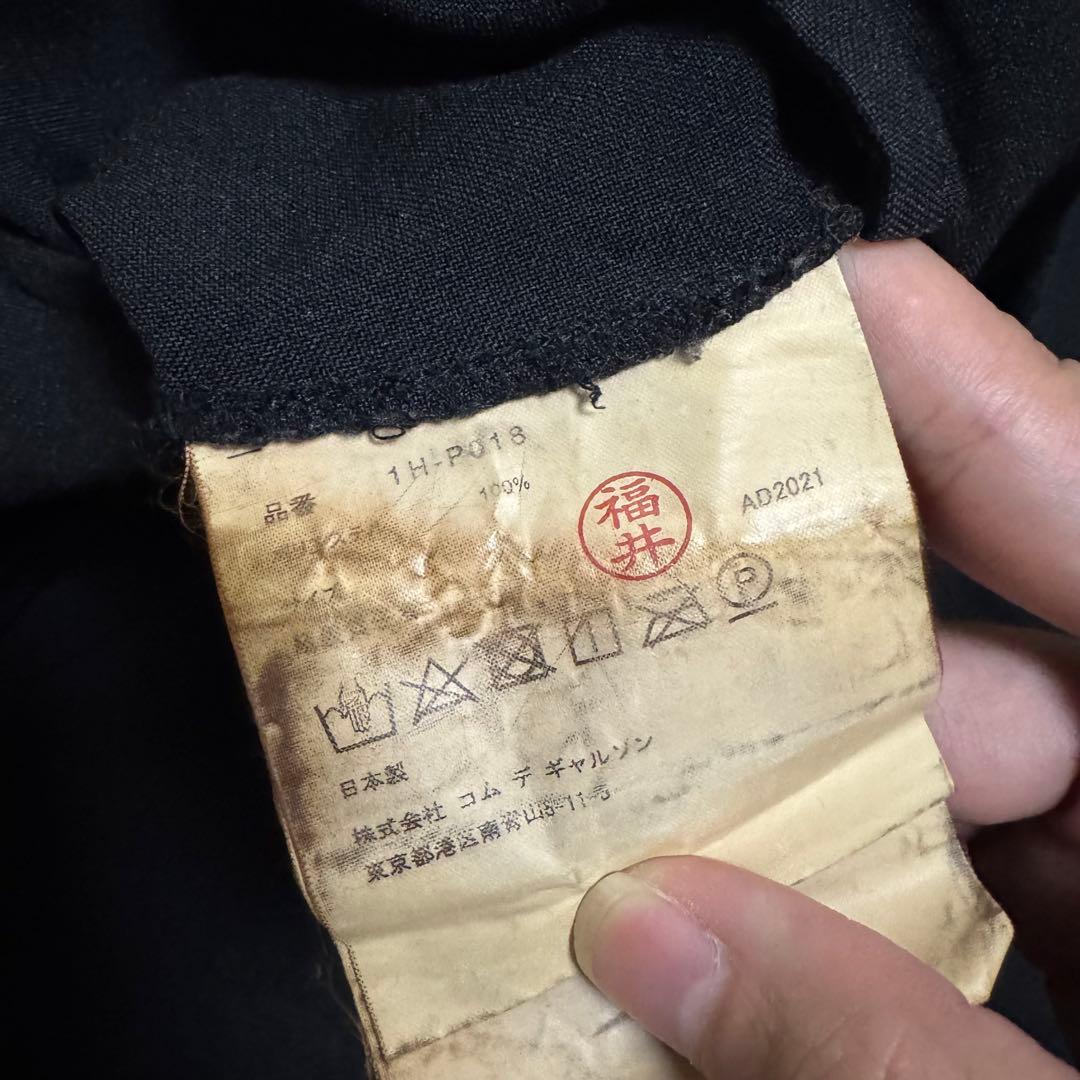 品番 1H-P018
100%
福井
AD2021
P
日本製
株式会社 コム デ ギャルソン
東京都港区南青山5-11-5